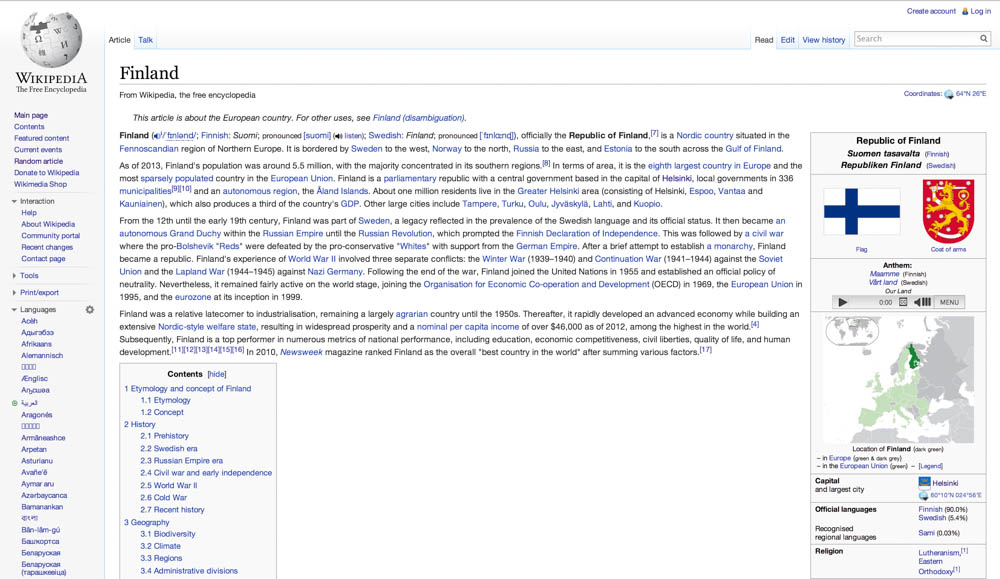 Create account Log in
WIKIPEDIA
The Free Encyclopedia
Main page
Contents
Featured content
Current events
Random article
Donate to Wikipedia
Wikimedia Shop
Interaction
Help
About Wikipedia
Community portal
Recent changes
Contact page
Tools
Print/export
Languages
Acèh
Адыгэбзэ
Afrikaans
Alemannisch
Ænglisc
Аҧсшәа
العربية
Aragonés
Armãneashce
Arpetan
Asturianu
Avañe'ẽ
Aymar aru
Azərbaycanca
Bamanankan
বাংলা
Bân-lâm-gú
Башҡортса
Беларуская
Беларуская
(тарашкевіца)
Article Talk
Read Edit View history Search
Finland
From Wikipedia, the free encyclopedia
Coordinates: 64°N 26°E
This article is about the European country. For other uses, see Finland (disambiguation).
Finland (/ˈfɪnlənd/; Finnish: Suomi; pronounced [suomi] (listen); Swedish: Finland; pronounced [ˈfɪnland]), officially the Republic of Finland,[7] is a Nordic country situated in the
Fennoscandian region of Northern Europe. It is bordered by Sweden to the west, Norway to the north, Russia to the east, and Estonia to the south across the Gulf of Finland.
As of 2013, Finland's population was around 5.5 million, with the majority concentrated in its southern regions.[8] In terms of area, it is the eighth largest country in Europe and the
most sparsely populated country in the European Union. Finland is a parliamentary republic with a central government based in the capital of Helsinki, local governments in 336
municipalities[9][10] and an autonomous region, the Åland Islands. About one million residents live in the Greater Helsinki area (consisting of Helsinki, Espoo, Vantaa and
Kauniainen), which also produces a third of the country's GDP. Other large cities include Tampere, Turku, Oulu, Jyväskylä, Lahti, and Kuopio.
From the 12th until the early 19th century, Finland was part of Sweden, a legacy reflected in the prevalence of the Swedish language and its official status. It then became an
autonomous Grand Duchy within the Russian Empire until the Russian Revolution, which prompted the Finnish Declaration of Independence. This was followed by a civil war
where the pro-Bolshevik "Reds" were defeated by the pro-conservative "Whites" with support from the German Empire. After a brief attempt to establish a monarchy, Finland
became a republic. Finland's experience of World War II involved three separate conflicts: the Winter War (1939–1940) and Continuation War (1941–1944) against the Soviet
Union and the Lapland War (1944–1945) against Nazi Germany. Following the end of the war, Finland joined the United Nations in 1955 and established an official policy of
neutrality. Nevertheless, it remained fairly active on the world stage, joining the Organisation for Economic Co-operation and Development (OECD) in 1969, the European Union in
1995, and the eurozone at its inception in 1999.
Finland was a relative latecomer to industrialisation, remaining a largely agrarian country until the 1950s. Thereafter, it rapidly developed an advanced economy while building an
extensive Nordic-style welfare state, resulting in widespread prosperity and a nominal per capita income of over $46,000 as of 2012, among the highest in the world.[4]
Subsequently, Finland is a top performer in numerous metrics of national performance, including education, economic competitiveness, civil liberties, quality of life, and human
development.[11][12][13][14][15][16] In 2010, Newsweek magazine ranked Finland as the overall "best country in the world" after summing various factors.[17]
Contents [hide]
1 Etymology and concept of Finland
1.1 Etymology
1.2 Concept
2 History
2.1 Prehistory
2.2 Swedish era
2.3 Russian Empire era
2.4 Civil war and early independence
2.5 World War II
2.6 Cold War
2.7 Recent history
3 Geography
3.1 Biodiversity
3.2 Climate
3.3 Regions
3.4 Administrative divisions
Republic of Finland
Suomen tasavalta (Finnish)
Republiken Finland (Swedish)
Flag Coat of arms
Anthem:
Maamme (Finnish)
Vårt land (Swedish)
Our Land
0:00 MENU
Location of Finland (dark green)
– in Europe (green & dark grey)
– in the European Union (green) – [Legend]
Capital
and largest city
Helsinki
60°10′N 024°56′E
Official languages Finnish (90.0%)
Swedish (5.4%)
Recognised
regional languages
Sami (0.03%)
Religion Lutheranism,[1]
Eastern
Orthodoxy[1]